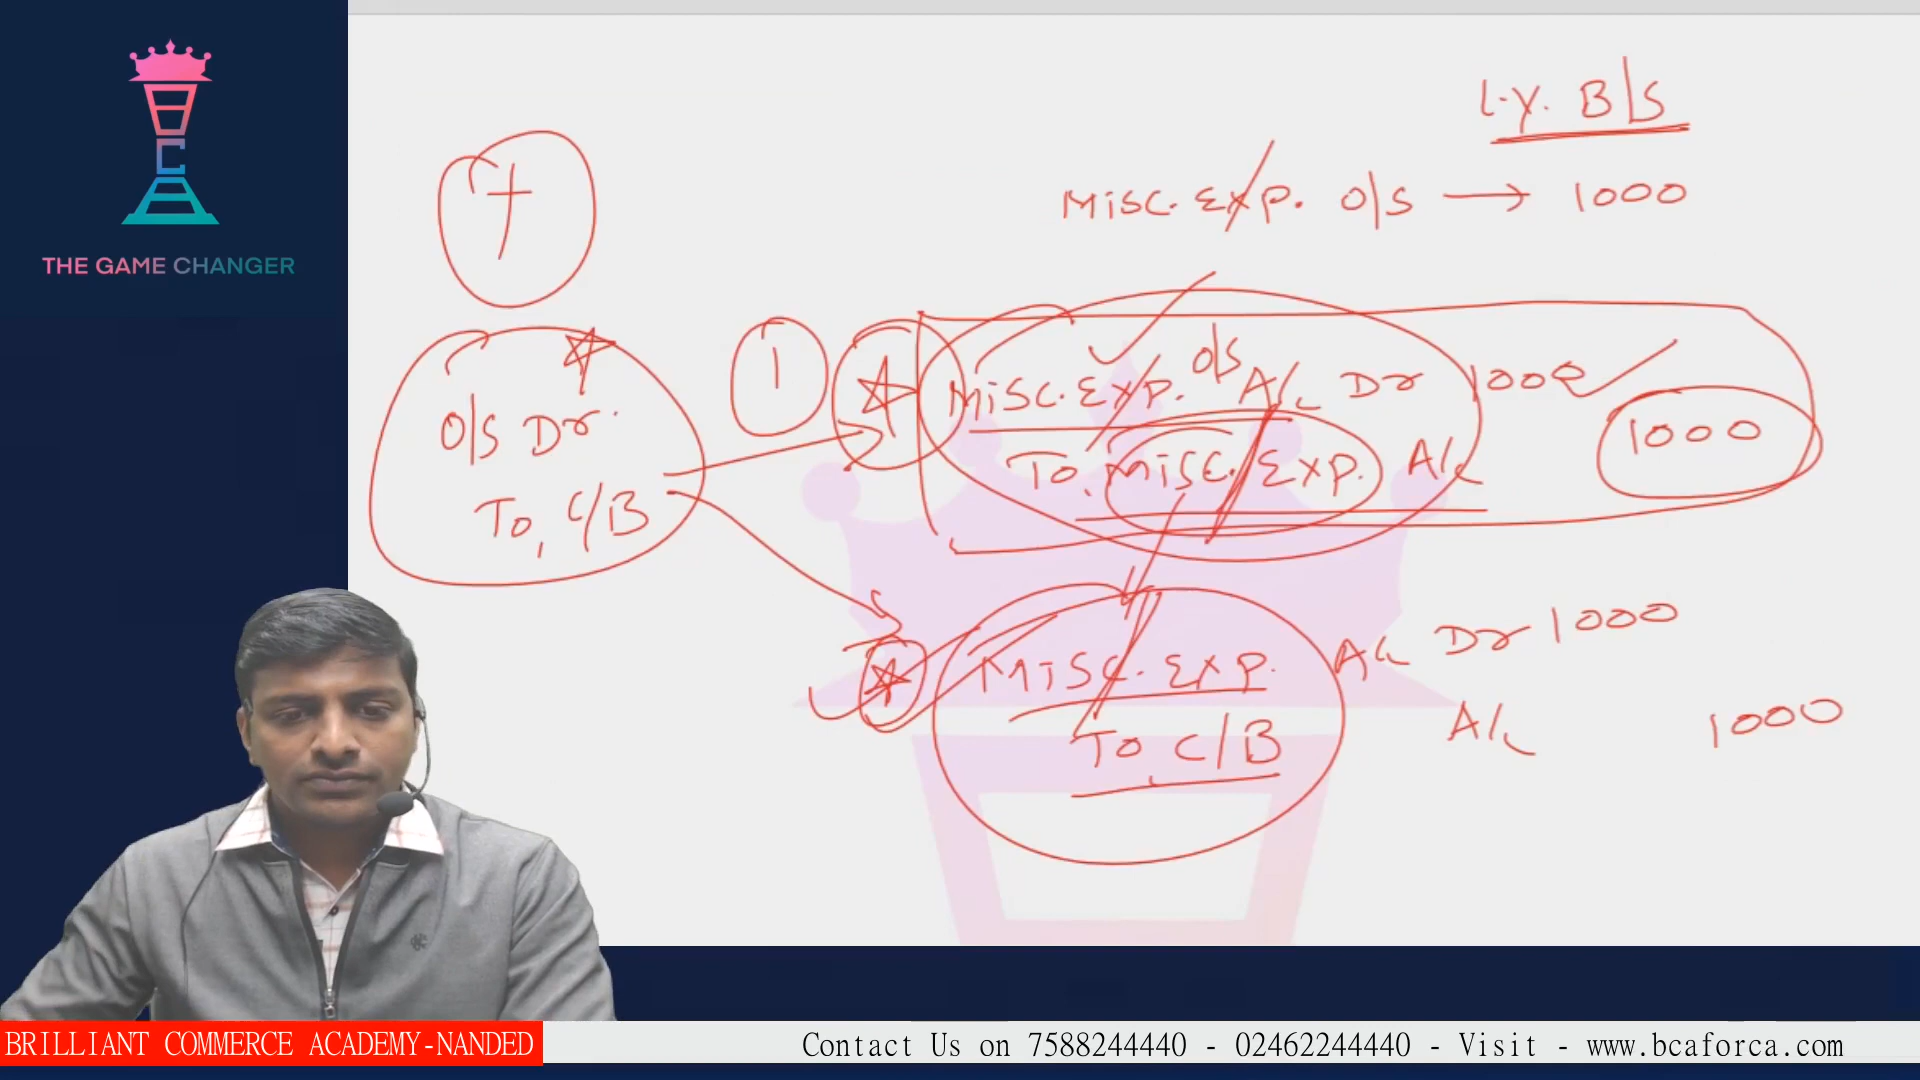 L.Y. B/S
Misc. Exp. O/S → 1000
O/S Dr.
To, C/B
1
Misc. Exp. O/S A/c Dr 1000
To, Misc. Exp. A/c 1000
Misc. Exp. A/c Dr 1000
To, C/B A/c 1000
THE GAME CHANGER
BRILLIANT COMMERCE ACADEMY-NANDED
Contact Us on 7588244440 - 02462244440 - Visit - www.bcaforca.com